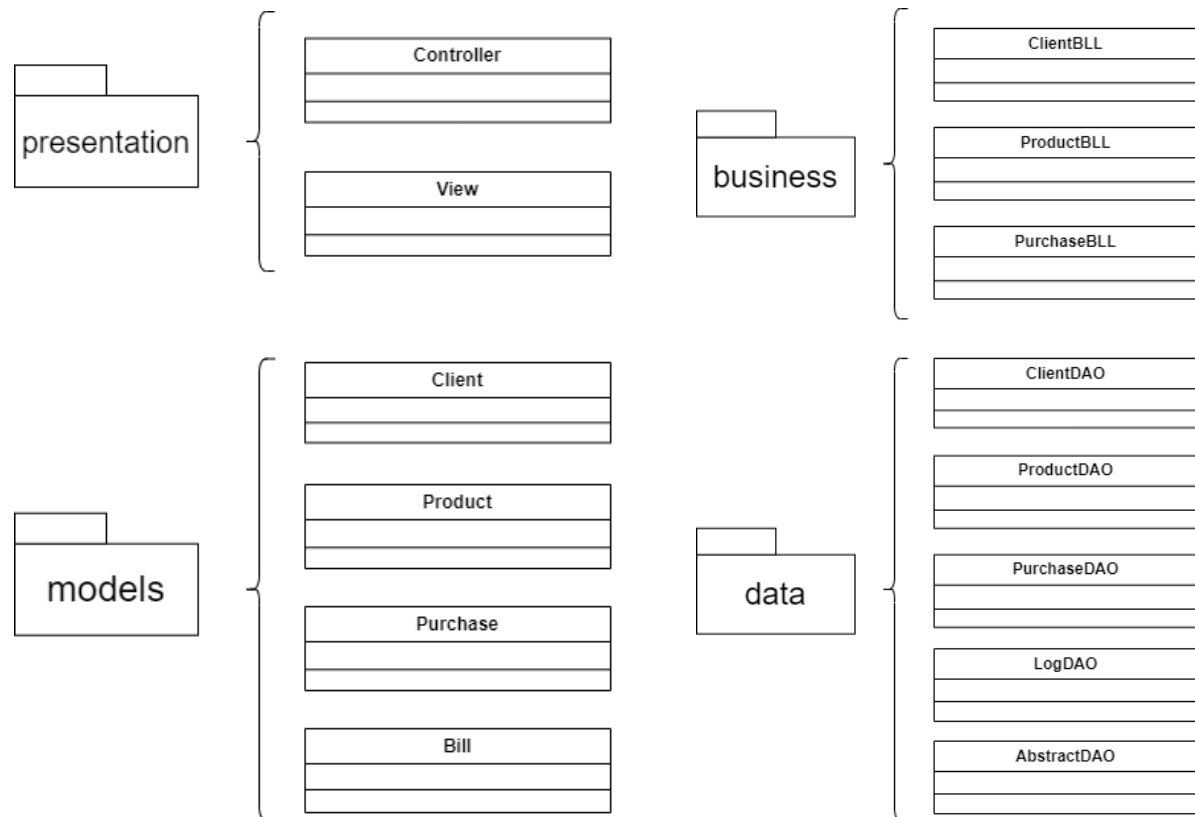 presentation
Controller
View
business
ClientBLL
ProductBLL
PurchaseBLL
models
Client
Product
Purchase
Bill
data
ClientDAO
ProductDAO
PurchaseDAO
LogDAO
AbstractDAO